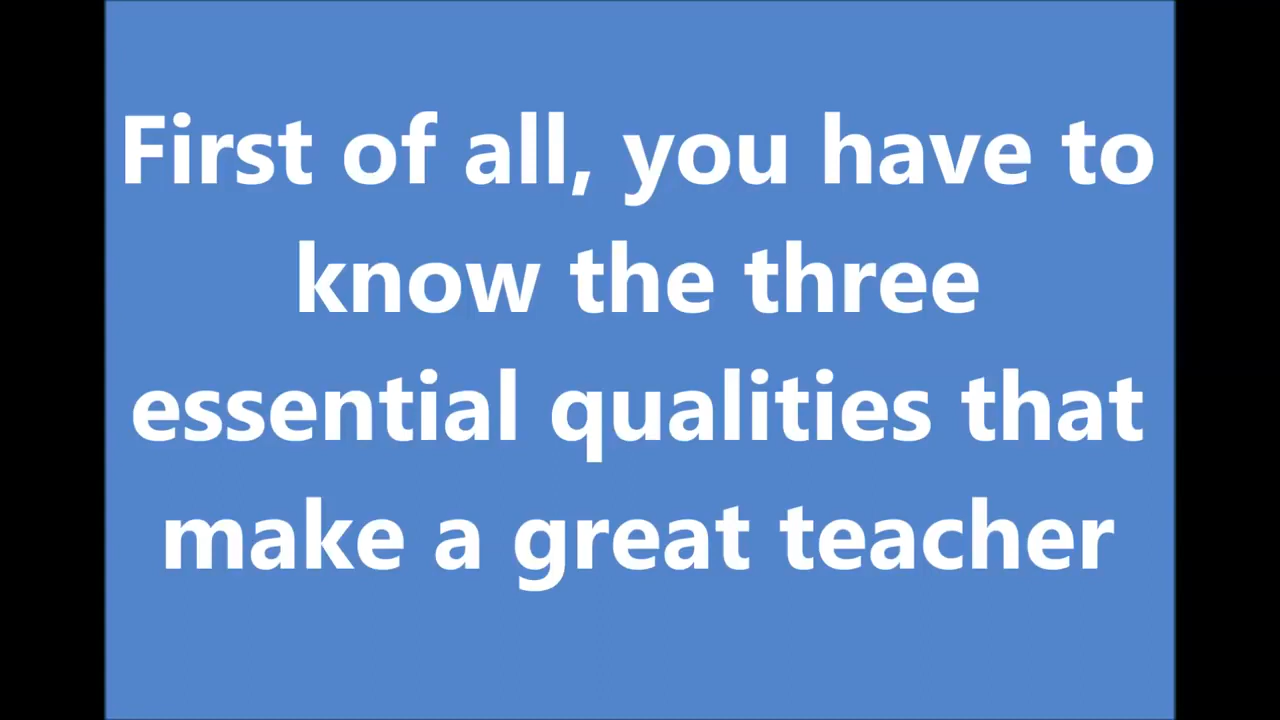 First of all, you have to
know the three
essential qualities that
make a great teacher